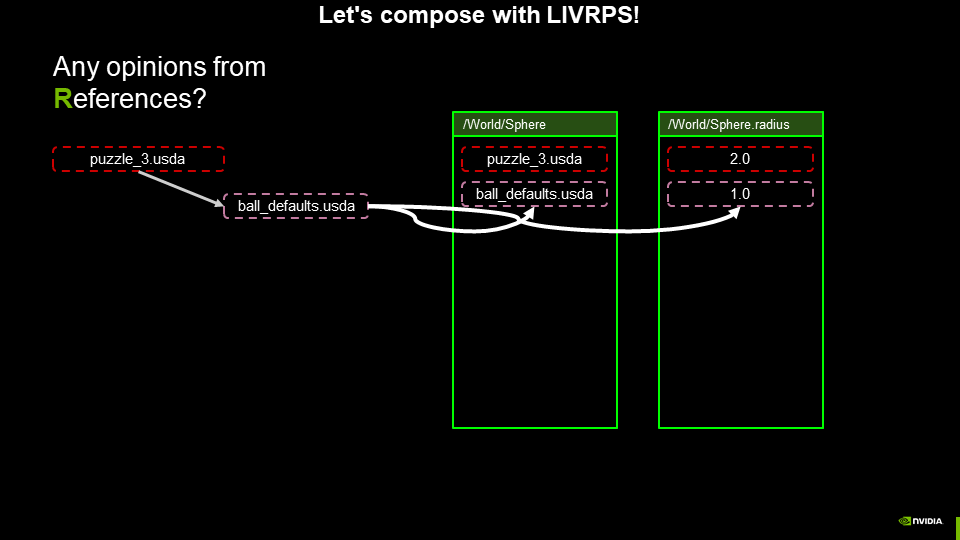 Let's compose with LIVRPS!
Any opinions from
References?
puzzle_3.usda
ball_defaults.usda
/World/Sphere
puzzle_3.usda
ball_defaults.usda
/World/Sphere.radius
2.0
1.0
NVIDIA.